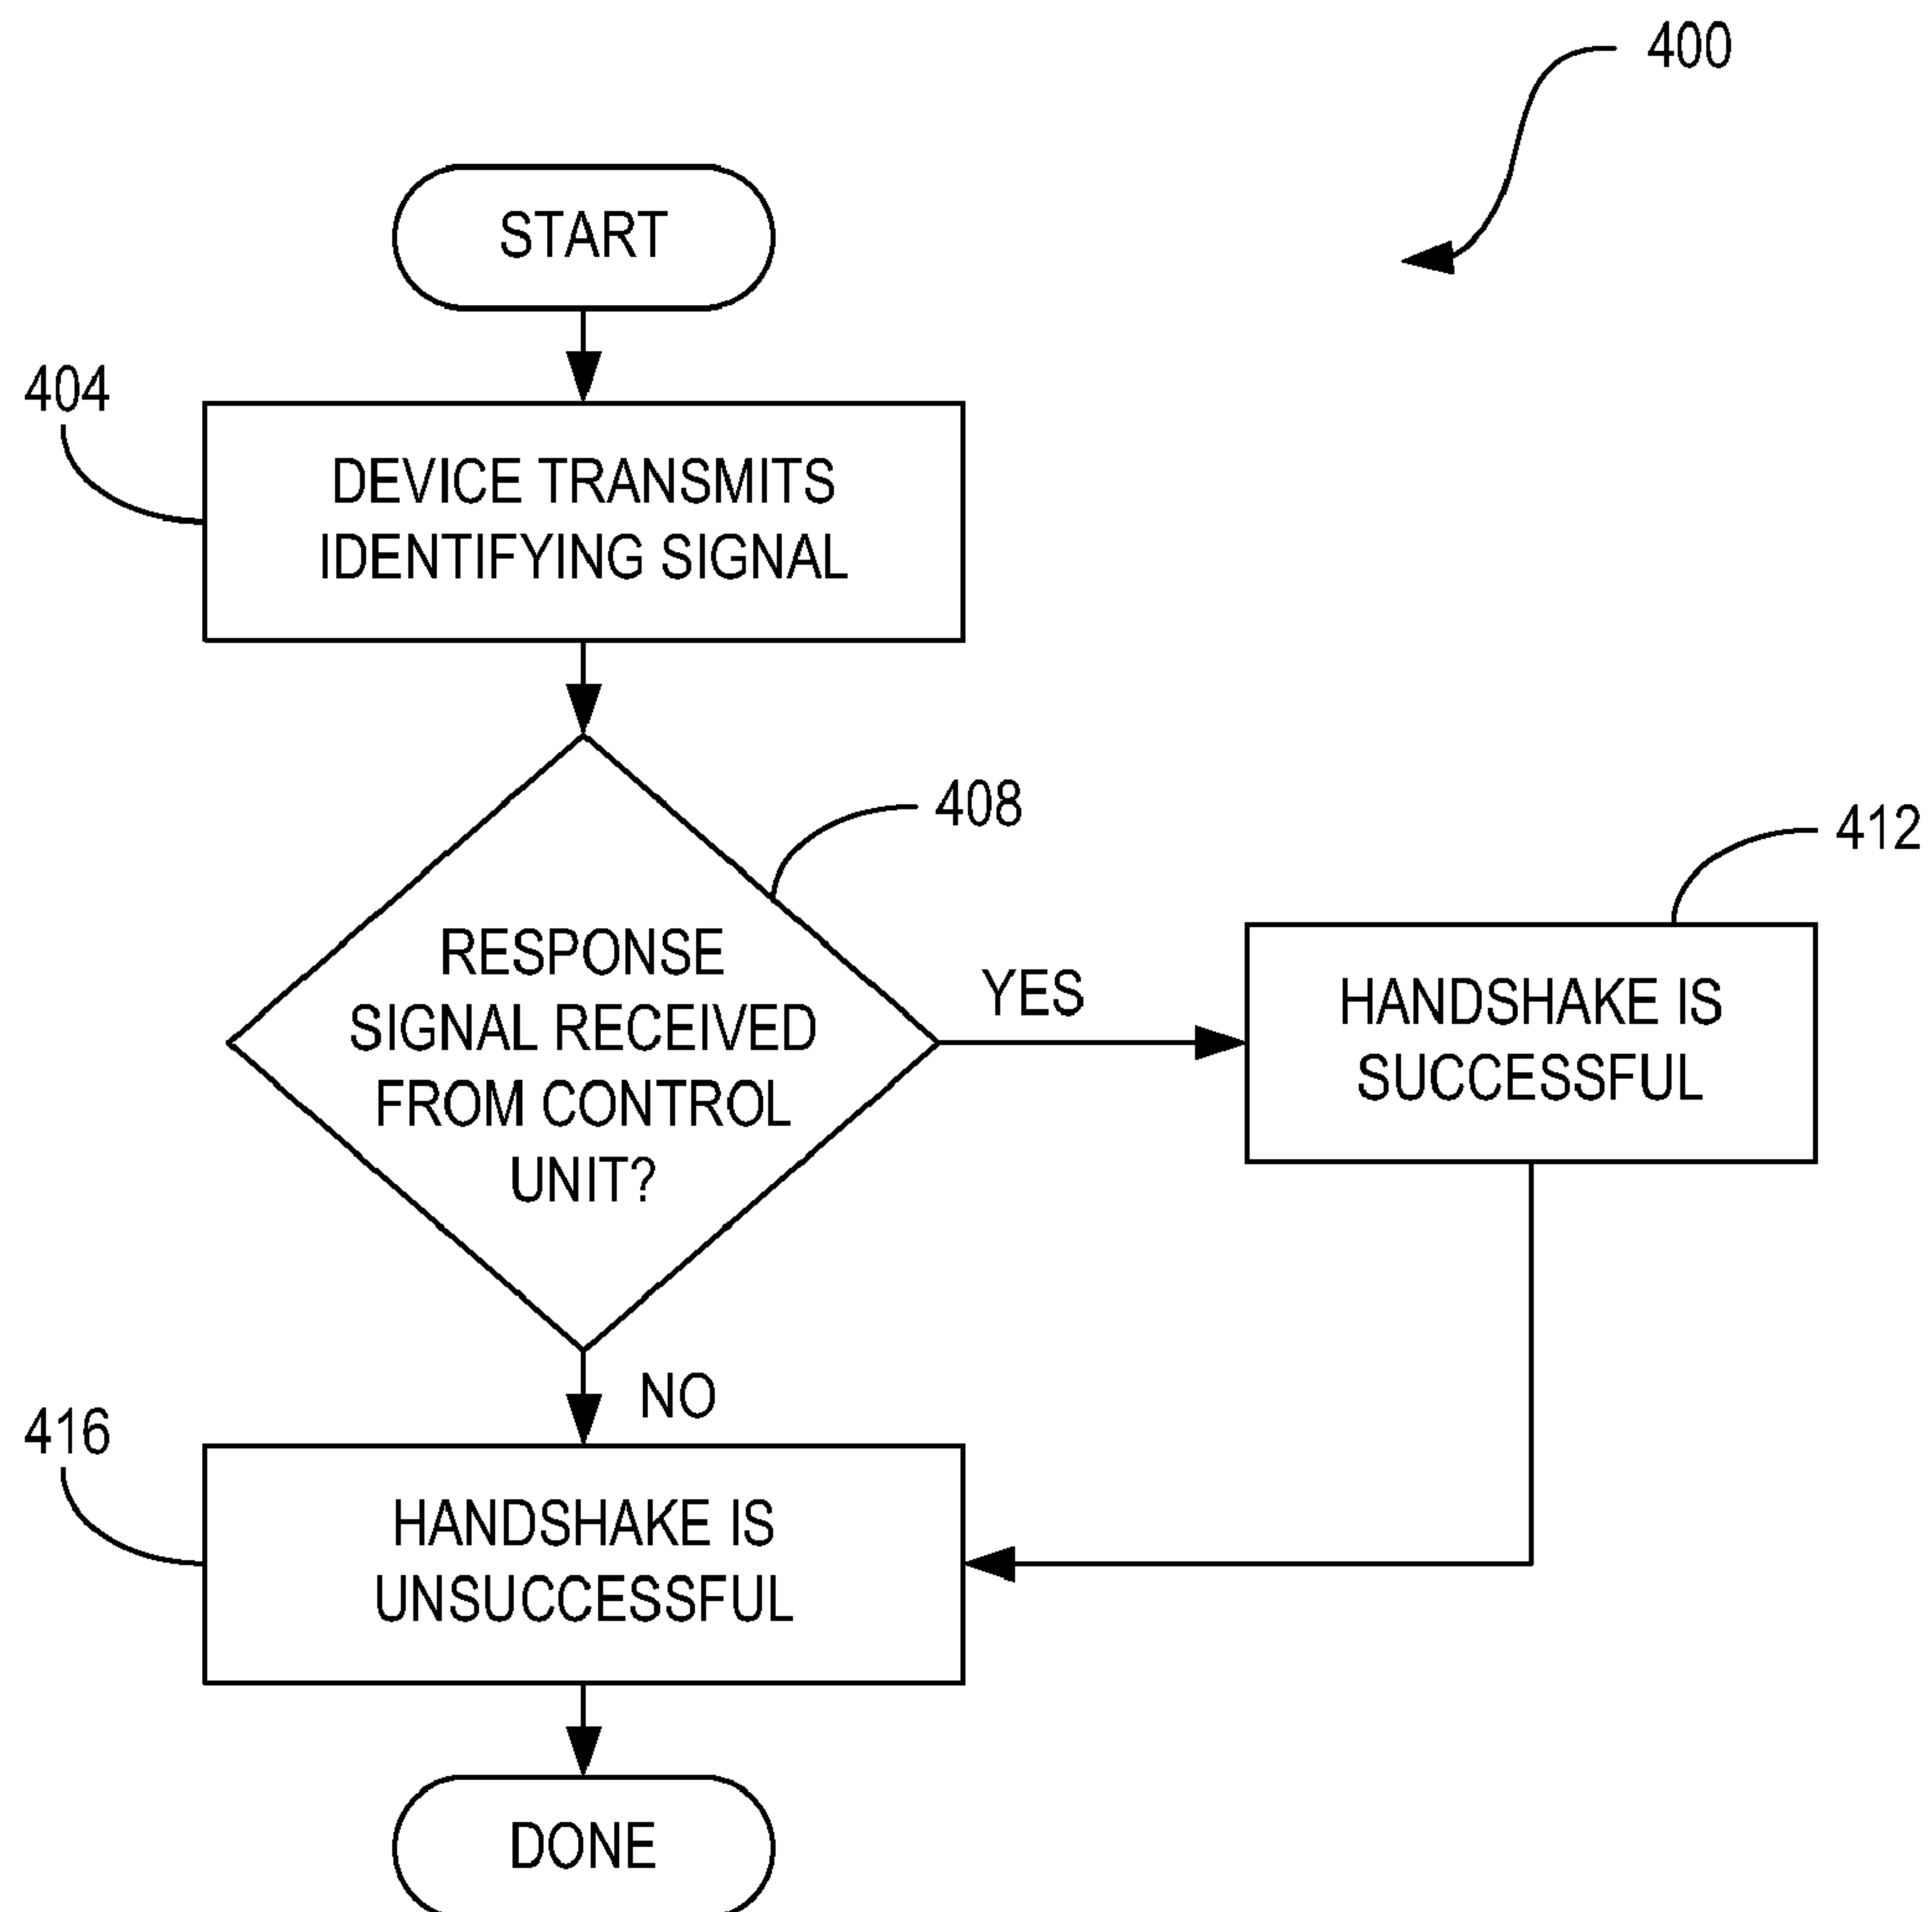 400
START
404
DEVICE TRANSMITS
IDENTIFYING SIGNAL
408
412
RESPONSE
SIGNAL RECEIVED
FROM CONTROL
UNIT?
YES
HANDSHAKE IS
SUCCESSFUL
NO
416
HANDSHAKE IS
UNSUCCESSFUL
DONE